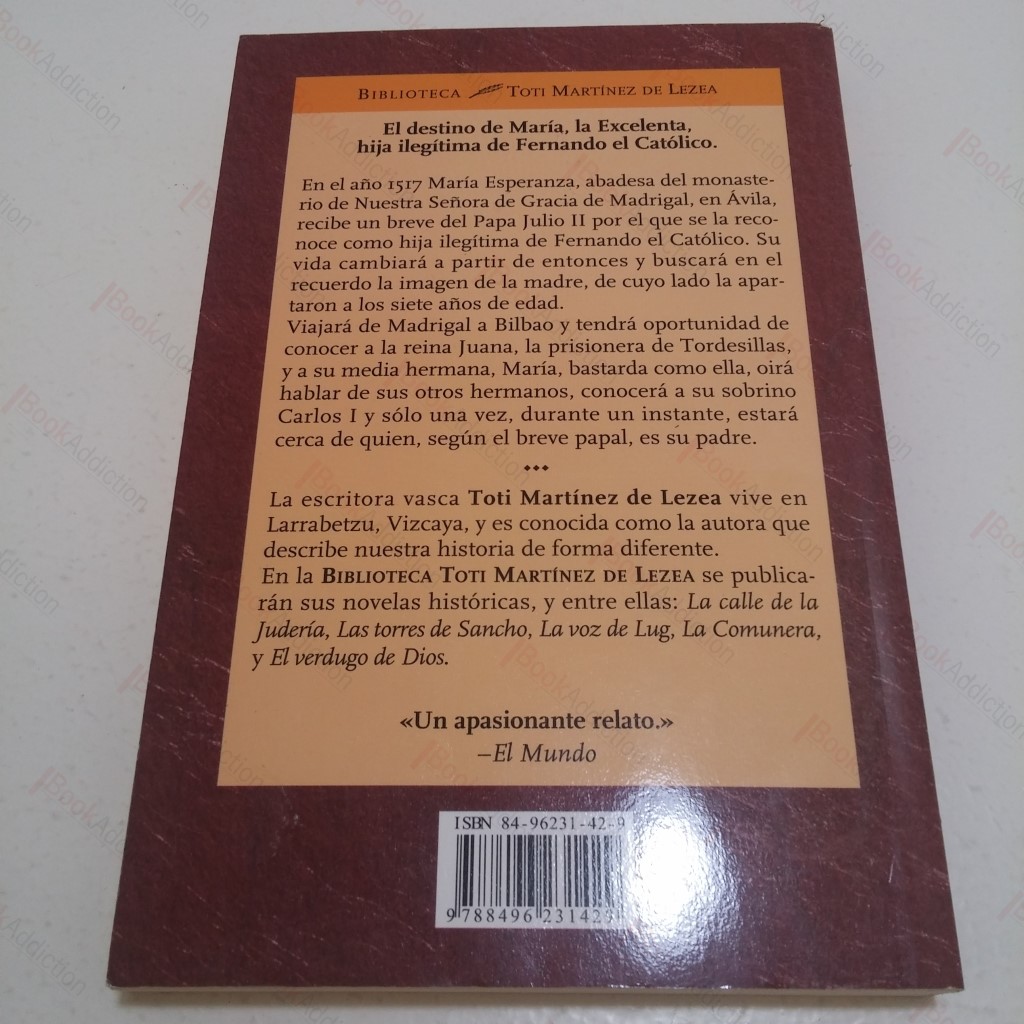 BIBLIOTECA TOTI MARTÍNEZ DE LEZEA
El destino de María, la Excelenta,
hija ilegítima de Fernando el Católico.
En el año 1517 María Esperanza, abadesa del monaste-
rio de Nuestra Señora de Gracia de Madrigal, en Ávila,
recibe un breve del Papa Julio II por el que se la reco-
noce como hija ilegítima de Fernando el Católico. Su
vida cambiará a partir de entonces y buscará en el
recuerdo la imagen de la madre, de cuyo lado la apar-
taron a los siete años de edad.
Viajará de Madrigal a Bilbao y tendrá oportunidad de
conocer a la reina Juana, la prisionera de Tordesillas,
y a su media hermana, María, bastarda como ella, oirá
hablar de sus otros hermanos, conocerá a su sobrino
Carlos I y sólo una vez, durante un instante, estará
cerca de quien, según el breve papal, es su padre.
La escritora vasca Toti Martínez de Lezea vive en
Larrabetzu, Vizcaya, y es conocida como la autora que
describe nuestra historia de forma diferente.
En la BIBLIOTECA TOTI MARTÍNEZ DE LEZEA se publica-
rán sus novelas históricas, y entre ellas: La calle de la
Judería, Las torres de Sancho, La voz de Lug, La Comunera,
y El verdugo de Dios.
«Un apasionante relato.»
–El Mundo
ISBN 84-96231-42-9
9 788496 231429
BookAddiction